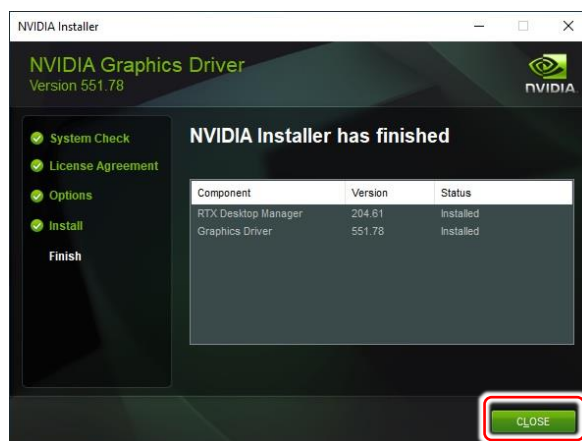 NVIDIA Installer
NVIDIA Graphics Driver
Version 551.78
NVIDIA.
System Check
License Agreement
Options
Install
Finish
NVIDIA Installer has finished
Component Version Status
RTX Desktop Manager 204.61 Installed
Graphics Driver 551.78 Installed
CLOSE